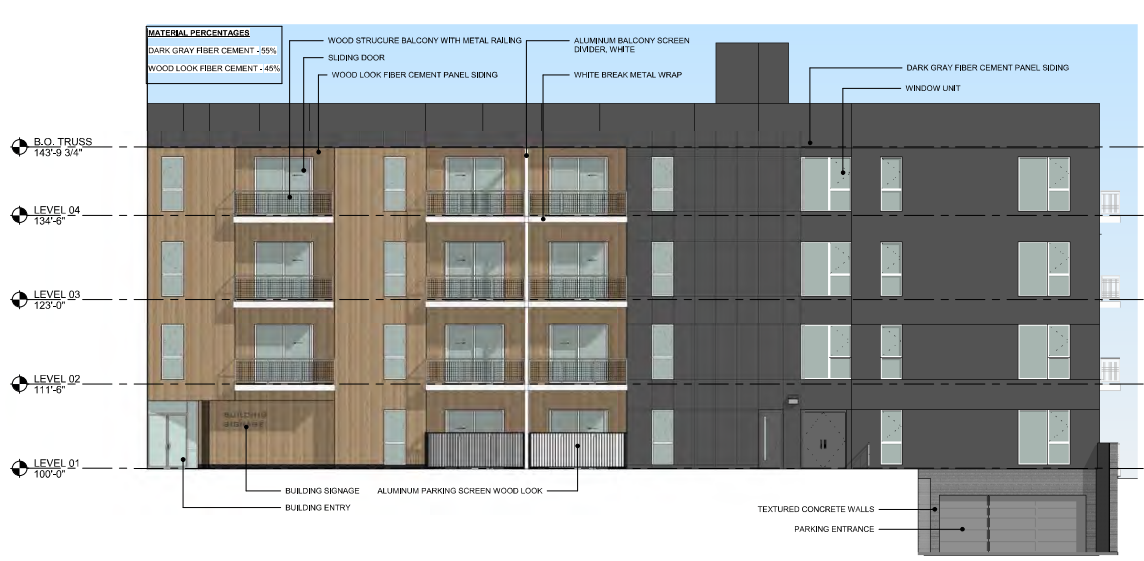 MATERIAL PERCENTAGES
DARK GRAY FIBER CEMENT - 55%
WOOD LOOK FIBER CEMENT - 45%
WOOD STRUCURE BALCONY WITH METAL RAILING
SLIDING DOOR
WOOD LOOK FIBER CEMENT PANEL SIDING
ALUMINUM BALCONY SCREEN
DIVIDER, WHITE
WHITE BREAK METAL WRAP
DARK GRAY FIBER CEMENT PANEL SIDING
WINDOW UNIT
B.O. TRUSS
143'-9 3/4"
LEVEL 04
134'-6"
LEVEL 03
123'-0"
LEVEL 02
111'-6"
BUILDING
SIGNAGE
LEVEL 01
100'-0"
BUILDING SIGNAGE
ALUMINUM PARKING SCREEN WOOD LOOK
BUILDING ENTRY
TEXTURED CONCRETE WALLS
PARKING ENTRANCE